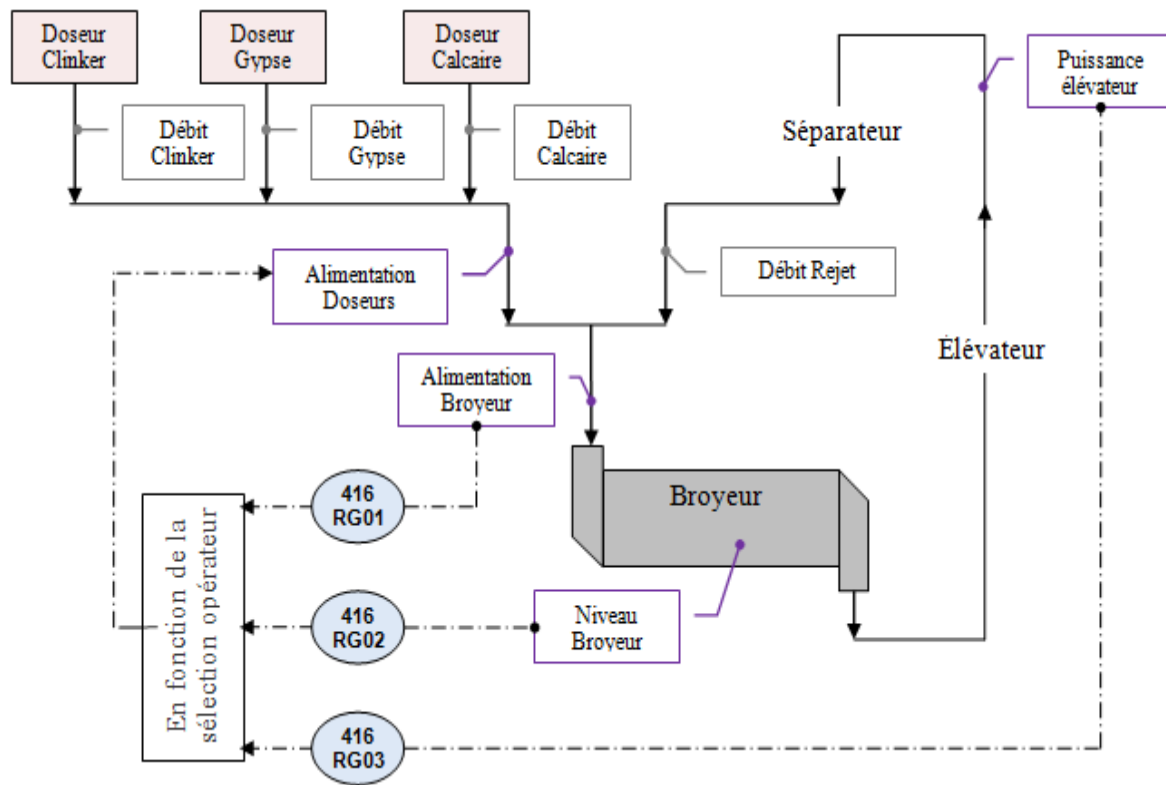 Doseur
Clinker
Doseur
Gypse
Doseur
Calcaire
Puissance
élévateur
Débit
Clinker
Débit
Gypse
Débit
Calcaire
Séparateur
Alimentation
Doseurs
Débit Rejet
Élévateur
Alimentation
Broyeur
Broyeur
416
RG01
En fonction de la
sélection opérateur
416
RG02
Niveau
Broyeur
416
RG03